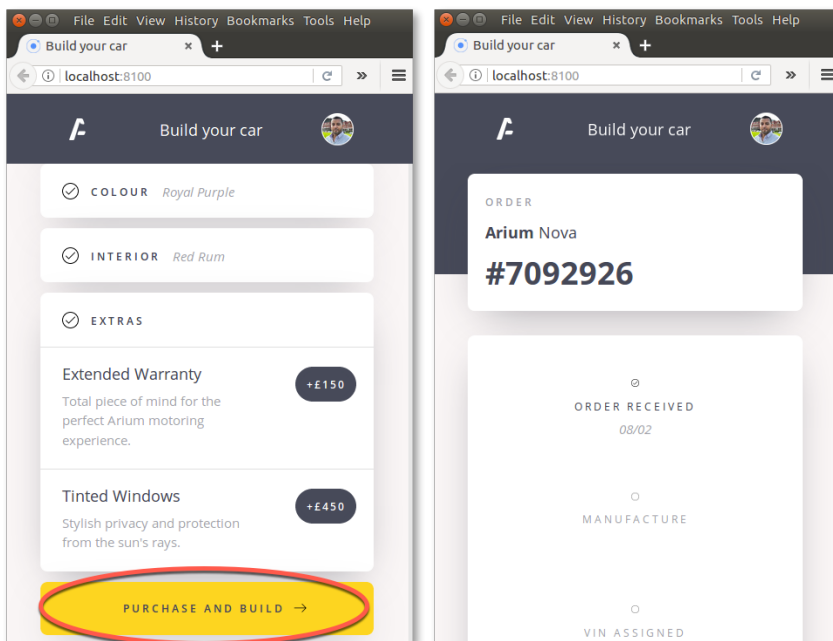 File Edit View History Bookmarks Tools Help
Build your car
localhost:8100
Build your car
COLOUR Royal Purple
INTERIOR Red Rum
EXTRAS
Extended Warranty
+£150
Total piece of mind for the
perfect Arium motoring
experience.
Tinted Windows
+£450
Stylish privacy and protection
from the sun's rays.
PURCHASE AND BUILD →
File Edit View History Bookmarks Tools Help
Build your car
localhost:8100
Build your car
ORDER
Arium Nova
#7092926
ORDER RECEIVED
08/02
MANUFACTURE
VIN ASSIGNED